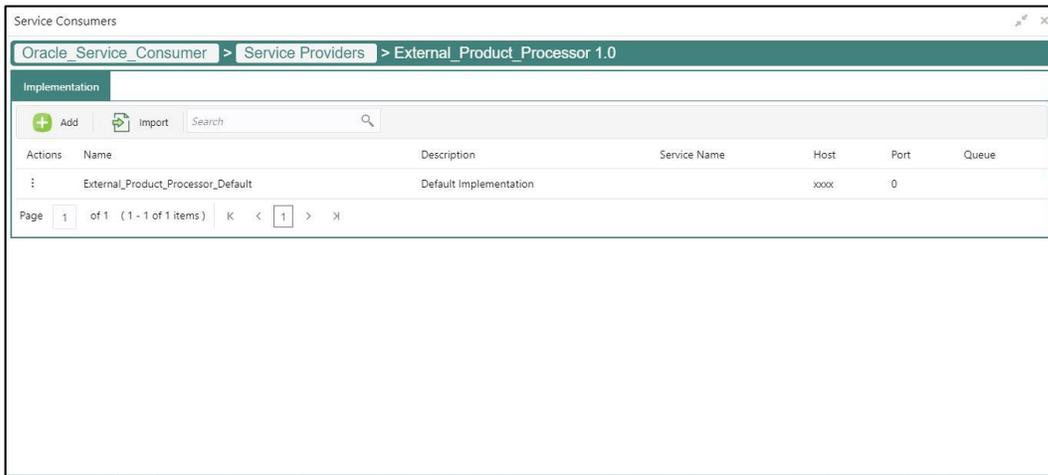 Service Consumers
Oracle_Service_Consumer > Service Providers > External_Product_Processor 1.0
Implementation
Add Import Search
Actions Name Description Service Name Host Port Queue
External_Product_Processor_Default Default Implementation xxxx 0
Page 1 of 1 (1 - 1 of 1 items) K < 1 > >|